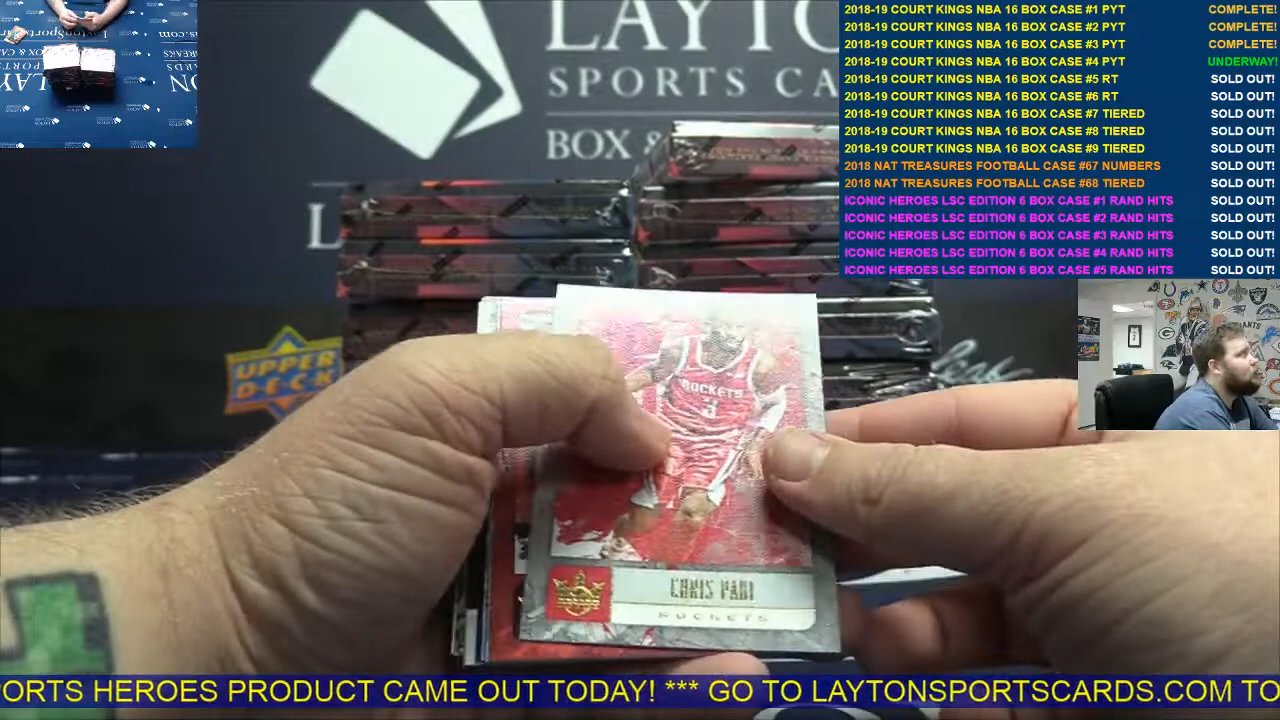 2018-19 COURT KINGS NBA 16 BOX CASE #1 PYT COMPLETE!
2018-19 COURT KINGS NBA 16 BOX CASE #2 PYT COMPLETE!
2018-19 COURT KINGS NBA 16 BOX CASE #3 PYT COMPLETE!
2018-19 COURT KINGS NBA 16 BOX CASE #4 PYT UNDERWAY!
2018-19 COURT KINGS NBA 16 BOX CASE #5 RT SOLD OUT!
2018-19 COURT KINGS NBA 16 BOX CASE #6 RT SOLD OUT!
2018-19 COURT KINGS NBA 16 BOX CASE #7 TIERED SOLD OUT!
2018-19 COURT KINGS NBA 16 BOX CASE #8 TIERED SOLD OUT!
2018-19 COURT KINGS NBA 16 BOX CASE #9 TIERED SOLD OUT!
2018 NAT TREASURES FOOTBALL CASE #67 NUMBERS SOLD OUT!
2018 NAT TREASURES FOOTBALL CASE #68 TIERED SOLD OUT!
ICONIC HEROES LSC EDITION 6 BOX CASE #1 RAND HITS SOLD OUT!
ICONIC HEROES LSC EDITION 6 BOX CASE #2 RAND HITS SOLD OUT!
ICONIC HEROES LSC EDITION 6 BOX CASE #3 RAND HITS SOLD OUT!
ICONIC HEROES LSC EDITION 6 BOX CASE #4 RAND HITS SOLD OUT!
ICONIC HEROES LSC EDITION 6 BOX CASE #5 RAND HITS SOLD OUT!
LAYTO
SPORTS CA
BOX &
L
UPPER
DECK
ROCKETS
3
CHRIS PAUL
ROCKETS
ORTS HEROES PRODUCT CAME OUT TODAY! *** GO TO LAYTONSPORTSCARDS.COM TO